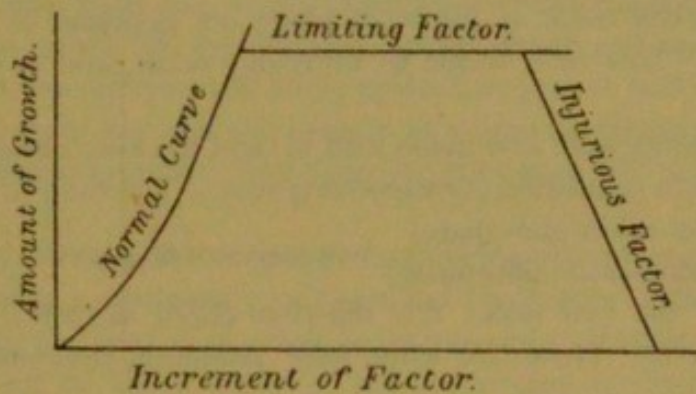 Limiting Factor.
Amount of Growth.
Normal Curve
Injurious Factor.
Increment of Factor.